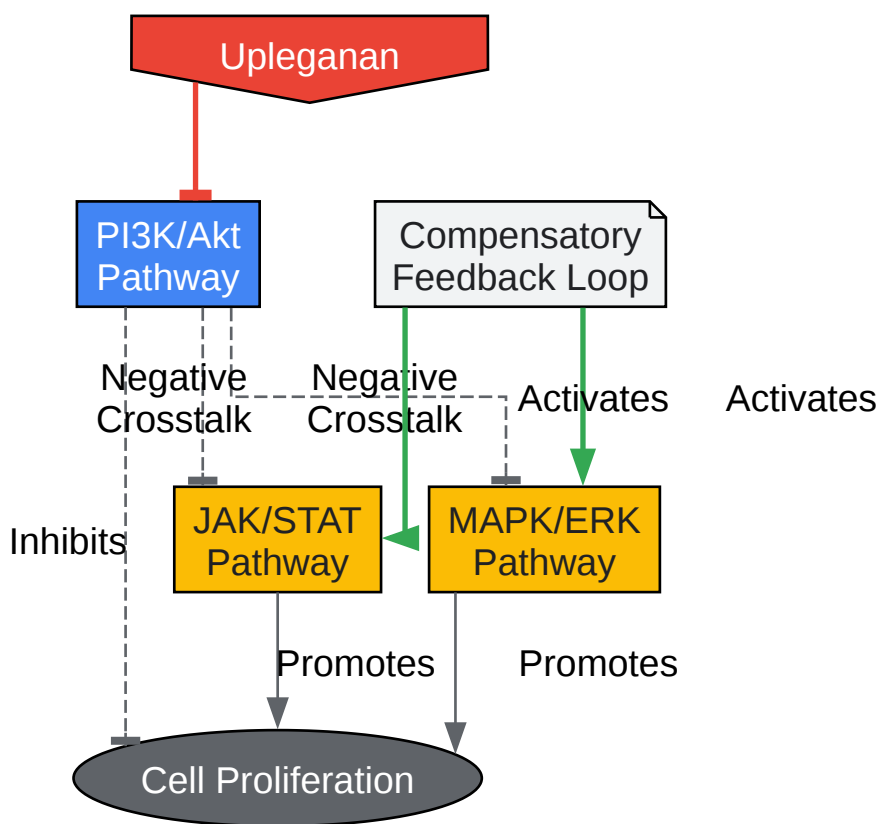 Upleganan
PI3K/Akt
Pathway
Compensatory
Feedback Loop
Negative
Crosstalk
Negative
Crosstalk
Activates
Activates
JAK/STAT
Pathway
MAPK/ERK
Pathway
Inhibits
Promotes
Promotes
Cell Proliferation